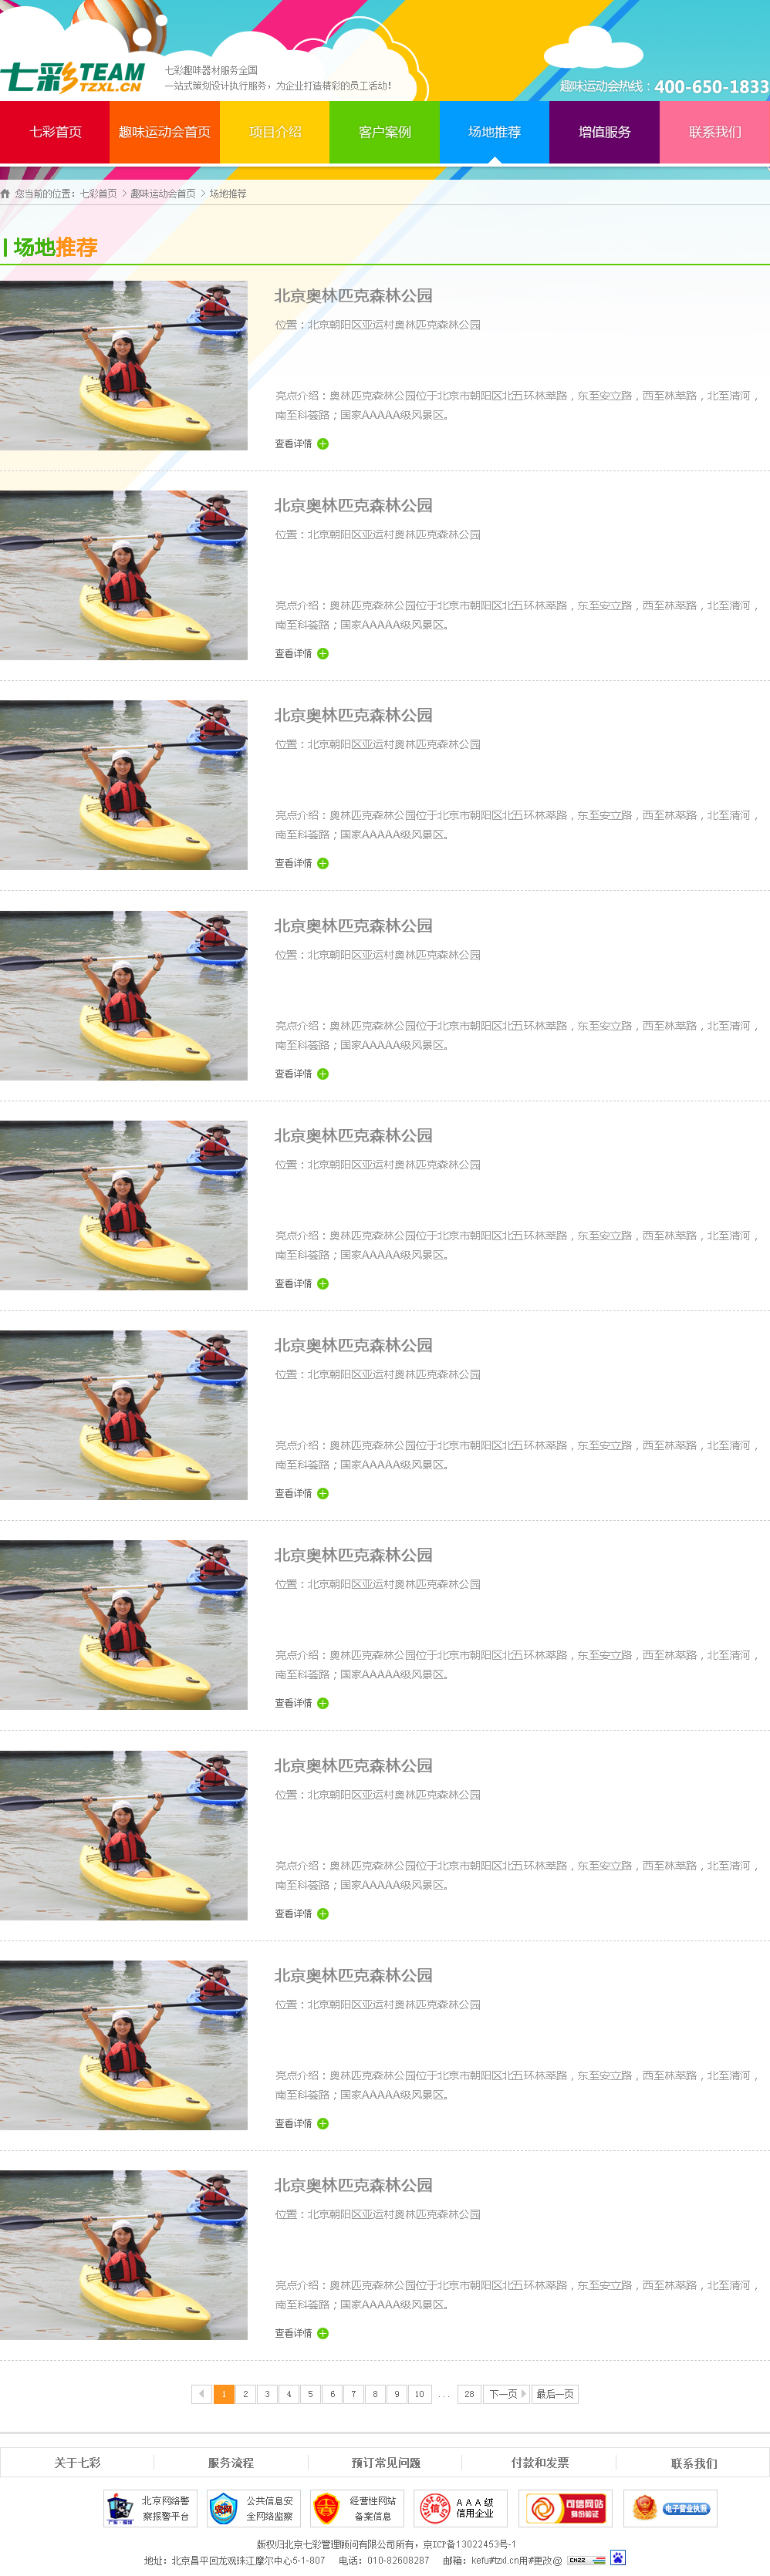 七彩TEAM
TZXL.CN
七彩趣味器材服务全国
一站式策划设计执行服务，为企业打造精彩的员工活动！
趣味运动会热线：400-650-1833
七彩首页
趣味运动会首页
项目介绍
客户案例
场地推荐
增值服务
联系我们
您当前的位置：七彩首页 > 趣味运动会首页 > 场地推荐
场地推荐
北京奥林匹克森林公园
位置：北京朝阳区亚运村奥林匹克森林公园
亮点介绍：奥林匹克森林公园位于北京市朝阳区北五环林萃路，东至安立路，西至林萃路，北至清河，
南至科荟路；国家AAAAA级风景区。
查看详情
北京奥林匹克森林公园
位置：北京朝阳区亚运村奥林匹克森林公园
亮点介绍：奥林匹克森林公园位于北京市朝阳区北五环林萃路，东至安立路，西至林萃路，北至清河，
南至科荟路；国家AAAAA级风景区。
查看详情
北京奥林匹克森林公园
位置：北京朝阳区亚运村奥林匹克森林公园
亮点介绍：奥林匹克森林公园位于北京市朝阳区北五环林萃路，东至安立路，西至林萃路，北至清河，
南至科荟路；国家AAAAA级风景区。
查看详情
北京奥林匹克森林公园
位置：北京朝阳区亚运村奥林匹克森林公园
亮点介绍：奥林匹克森林公园位于北京市朝阳区北五环林萃路，东至安立路，西至林萃路，北至清河，
南至科荟路；国家AAAAA级风景区。
查看详情
北京奥林匹克森林公园
位置：北京朝阳区亚运村奥林匹克森林公园
亮点介绍：奥林匹克森林公园位于北京市朝阳区北五环林萃路，东至安立路，西至林萃路，北至清河，
南至科荟路；国家AAAAA级风景区。
查看详情
北京奥林匹克森林公园
位置：北京朝阳区亚运村奥林匹克森林公园
亮点介绍：奥林匹克森林公园位于北京市朝阳区北五环林萃路，东至安立路，西至林萃路，北至清河，
南至科荟路；国家AAAAA级风景区。
查看详情
北京奥林匹克森林公园
位置：北京朝阳区亚运村奥林匹克森林公园
亮点介绍：奥林匹克森林公园位于北京市朝阳区北五环林萃路，东至安立路，西至林萃路，北至清河，
南至科荟路；国家AAAAA级风景区。
查看详情
北京奥林匹克森林公园
位置：北京朝阳区亚运村奥林匹克森林公园
亮点介绍：奥林匹克森林公园位于北京市朝阳区北五环林萃路，东至安立路，西至林萃路，北至清河，
南至科荟路；国家AAAAA级风景区。
查看详情
北京奥林匹克森林公园
位置：北京朝阳区亚运村奥林匹克森林公园
亮点介绍：奥林匹克森林公园位于北京市朝阳区北五环林萃路，东至安立路，西至林萃路，北至清河，
南至科荟路；国家AAAAA级风景区。
查看详情
北京奥林匹克森林公园
位置：北京朝阳区亚运村奥林匹克森林公园
亮点介绍：奥林匹克森林公园位于北京市朝阳区北五环林萃路，东至安立路，西至林萃路，北至清河，
南至科荟路；国家AAAAA级风景区。
查看详情
1 2 3 4 5 6 7 8 9 10 ... 28 下一页 最后一页
关于七彩
服务流程
预订常见问题
付款和发票
联系我们
北京网络警
察报警平台
公共信息安
全网络监察
经营性网站
备案信息
AAA级
信用企业
可信网站
身份验证
电子营业执照
版权归北京七彩管理顾问有限公司所有，京ICP备13022453号-1
地址：北京昌平回龙观珠江摩尔中心5-1-807 电话：010-82608287 邮箱：kefu#tzxl.cn用#更改@ CNZZ